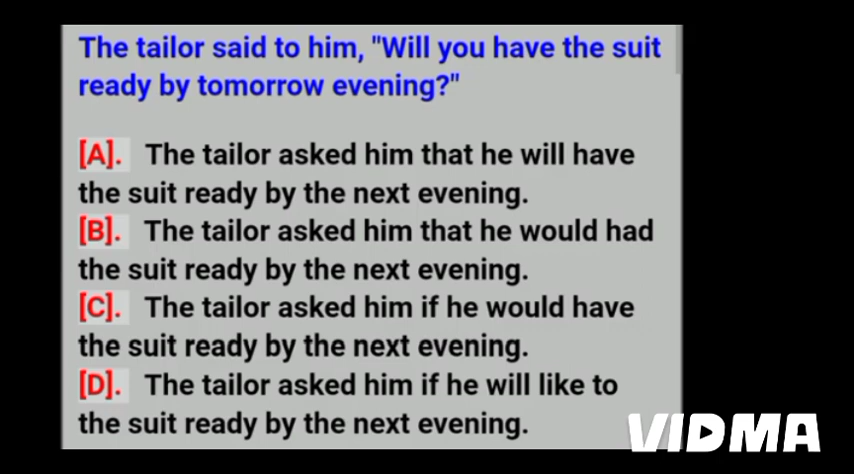 The tailor said to him, "Will you have the suit
ready by tomorrow evening?"
[A]. The tailor asked him that he will have
the suit ready by the next evening.
[B]. The tailor asked him that he would had
the suit ready by the next evening.
[C]. The tailor asked him if he would have
the suit ready by the next evening.
[D]. The tailor asked him if he will like to
the suit ready by the next evening.
VIDMA